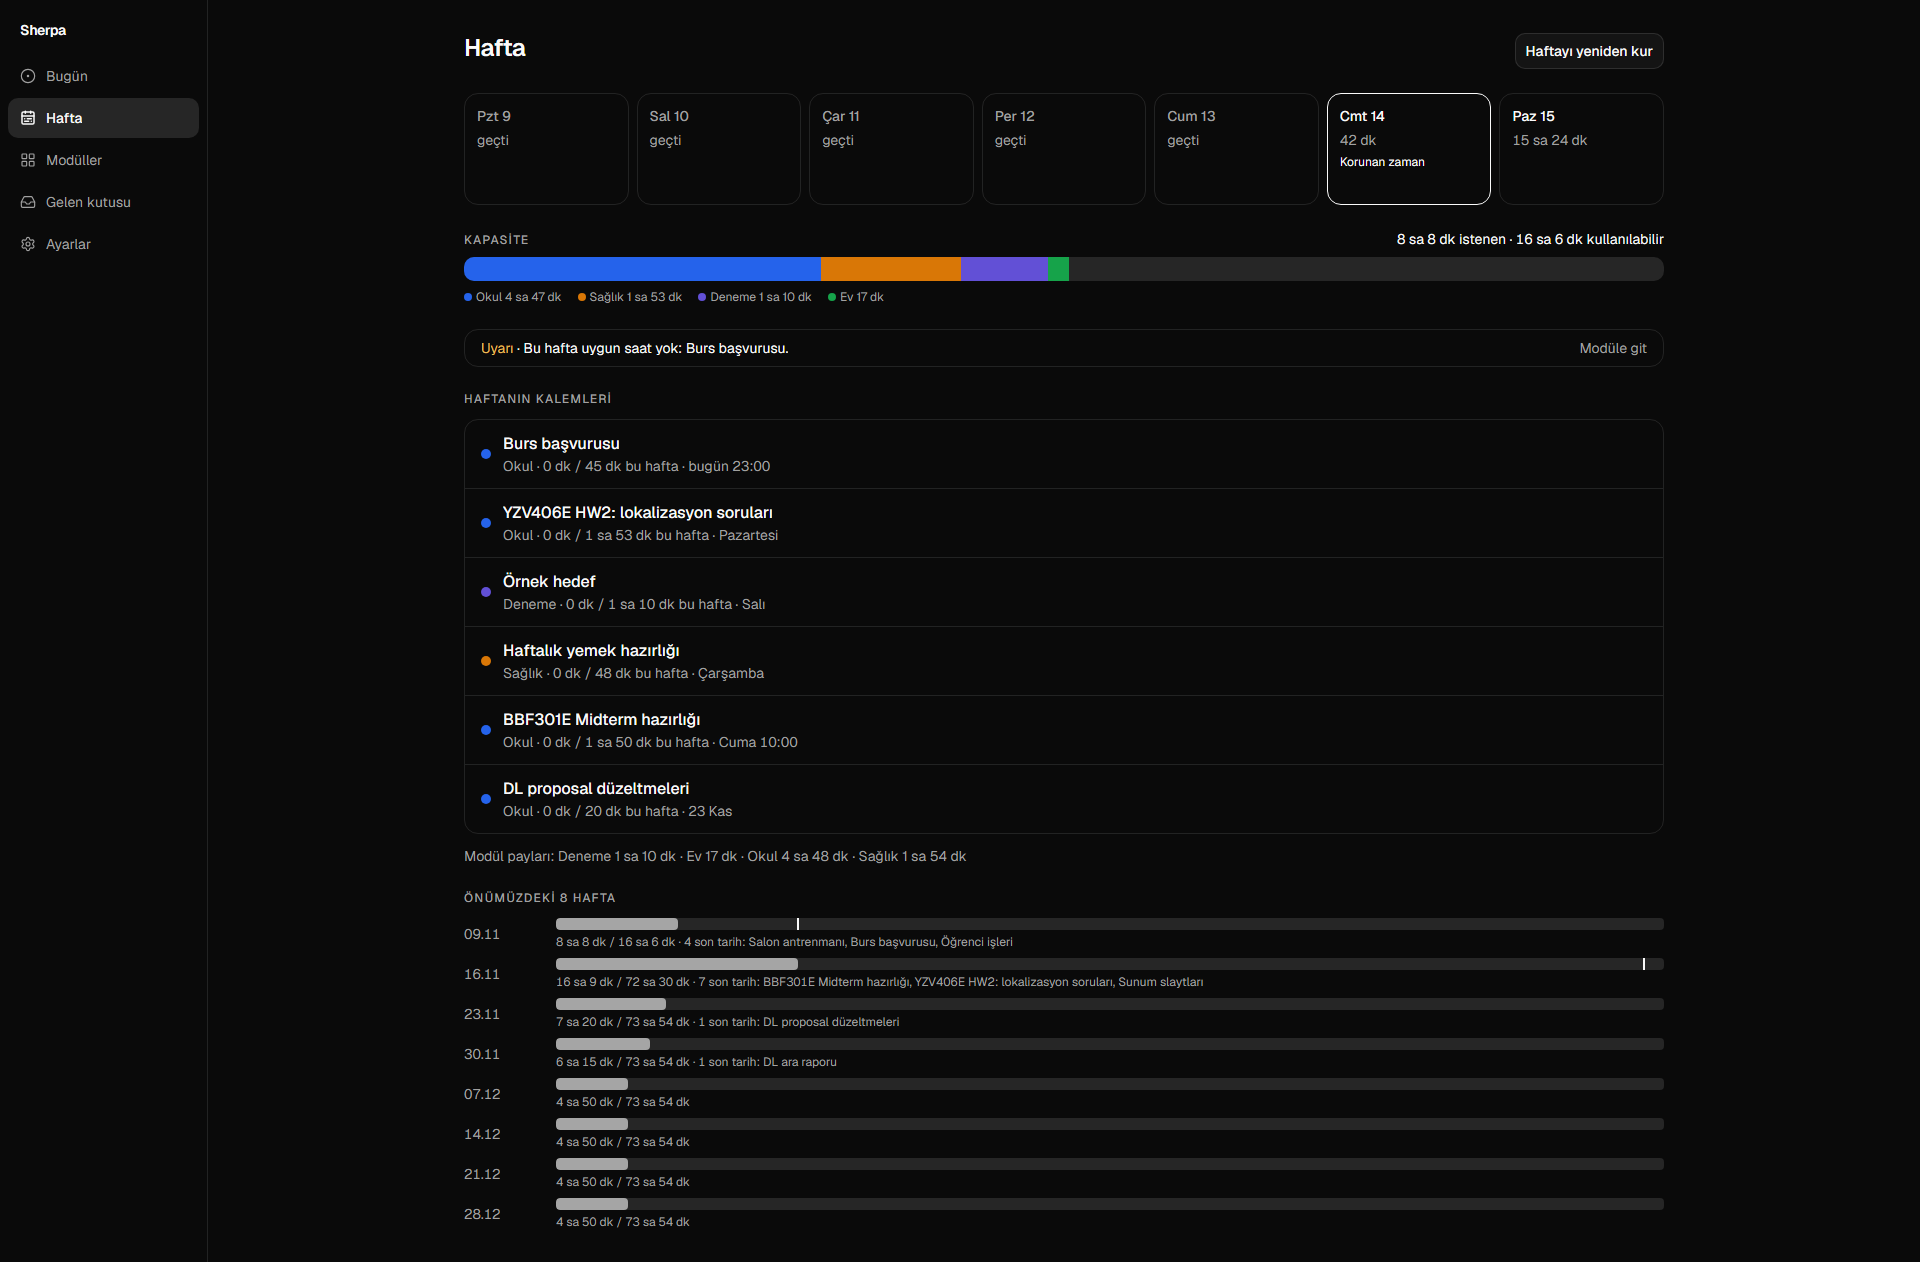 Sherpa
Bugün
Hafta
Modüller
Gelen kutusu
Ayarlar
Hafta
Haftayı yeniden kur
Pzt 9
geçti
Sal 10
geçti
Çar 11
geçti
Per 12
geçti
Cum 13
geçti
Cmt 14
42 dk
Korunan zaman
Paz 15
15 sa 24 dk
KAPASİTE
8 sa 8 dk istenen · 16 sa 6 dk kullanılabilir
Okul 4 sa 47 dk
Sağlık 1 sa 53 dk
Deneme 1 sa 10 dk
Ev 17 dk
Uyarı · Bu hafta uygun saat yok: Burs başvurusu.
Modüle git
HAFTANIN KALEMLERİ
Burs başvurusu
Okul · 0 dk / 45 dk bu hafta · bugün 23:00
YZV406E HW2: lokalizasyon soruları
Okul · 0 dk / 1 sa 53 dk bu hafta · Pazartesi
Örnek hedef
Deneme · 0 dk / 1 sa 10 dk bu hafta · Salı
Haftalık yemek hazırlığı
Sağlık · 0 dk / 48 dk bu hafta · Çarşamba
BBF301E Midterm hazırlığı
Okul · 0 dk / 1 sa 50 dk bu hafta · Cuma 10:00
DL proposal düzeltmeleri
Okul · 0 dk / 20 dk bu hafta · 23 Kas
Modül payları: Deneme 1 sa 10 dk · Ev 17 dk · Okul 4 sa 48 dk · Sağlık 1 sa 54 dk
ÖNÜMÜZDEKİ 8 HAFTA
09.11
8 sa 8 dk / 16 sa 6 dk · 4 son tarih: Salon antrenmanı, Burs başvurusu, Öğrenci işleri
16.11
16 sa 9 dk / 72 sa 30 dk · 7 son tarih: BBF301E Midterm hazırlığı, YZV406E HW2: lokalizasyon soruları, Sunum slaytları
23.11
7 sa 20 dk / 73 sa 54 dk · 1 son tarih: DL proposal düzeltmeleri
30.11
6 sa 15 dk / 73 sa 54 dk · 1 son tarih: DL ara raporu
07.12
4 sa 50 dk / 73 sa 54 dk
14.12
4 sa 50 dk / 73 sa 54 dk
21.12
4 sa 50 dk / 73 sa 54 dk
28.12
4 sa 50 dk / 73 sa 54 dk